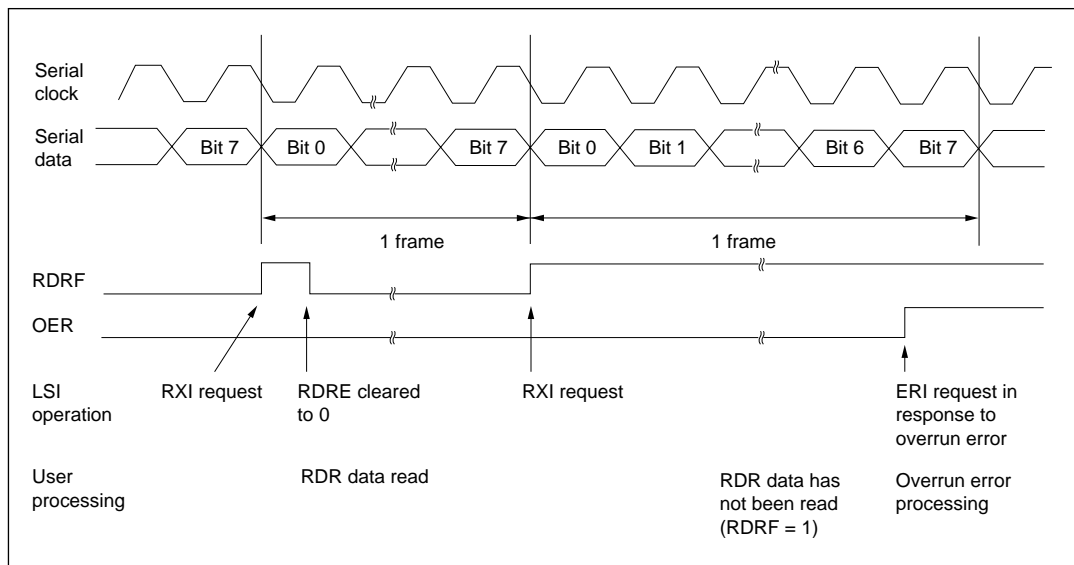 Serial
clock
Serial
data
Bit 7
Bit 0
Bit 7
Bit 0
Bit 1
Bit 6
Bit 7
1 frame
1 frame
RDRF
OER
LSI
operation
RXI request
RDRE cleared
to 0
RXI request
ERI request in
response to
overrun error
User
processing
RDR data read
RDR data has
not been read
(RDRF = 1)
Overrun error
processing